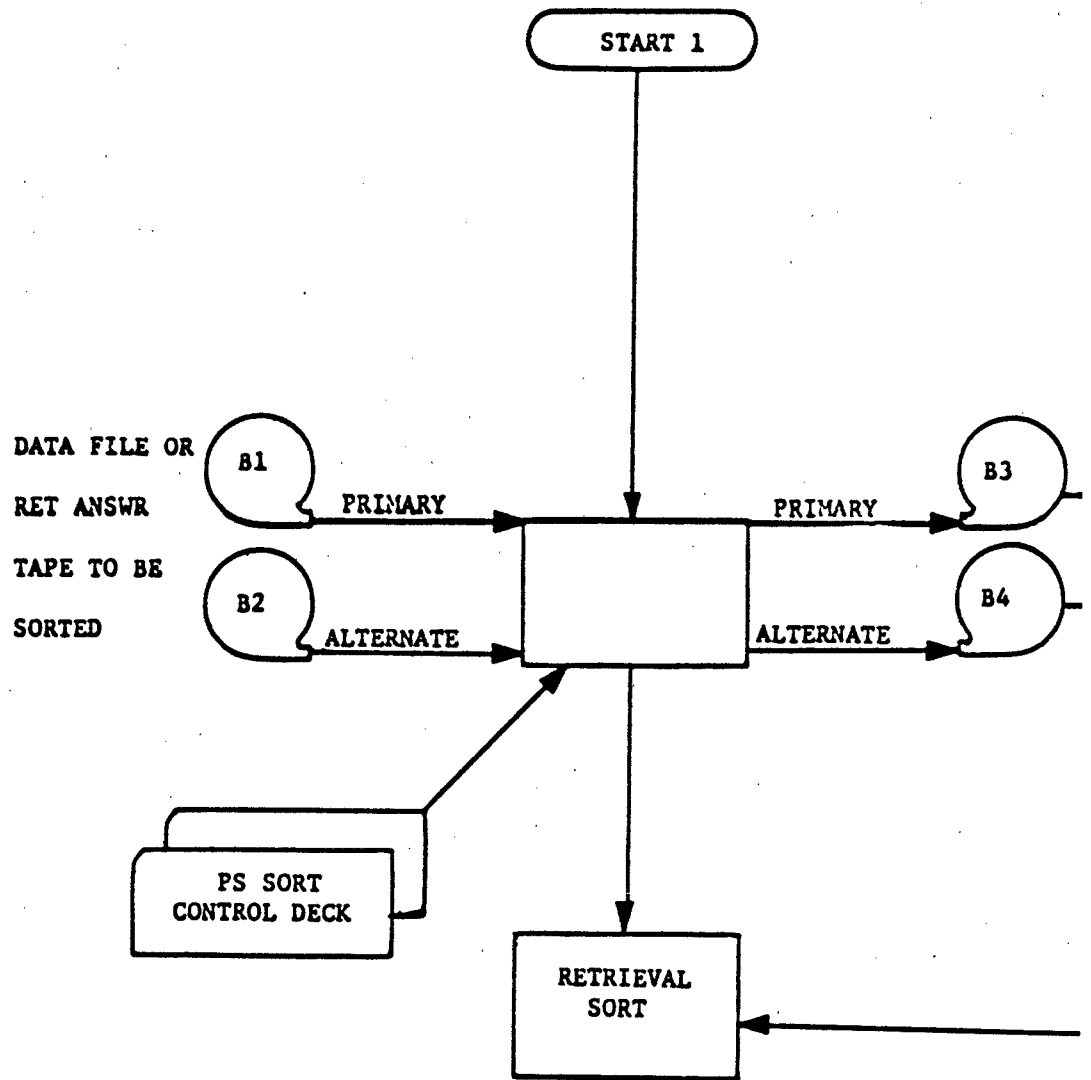 START 1
DATA FILE OR
RET ANSWR
TAPE TO BE
SORTED
B1
PRIMARY
B2
ALTERNATE
PRIMARY
B3
ALTERNATE
B4
PS SORT
CONTROL DECK
RETRIEVAL
SORT